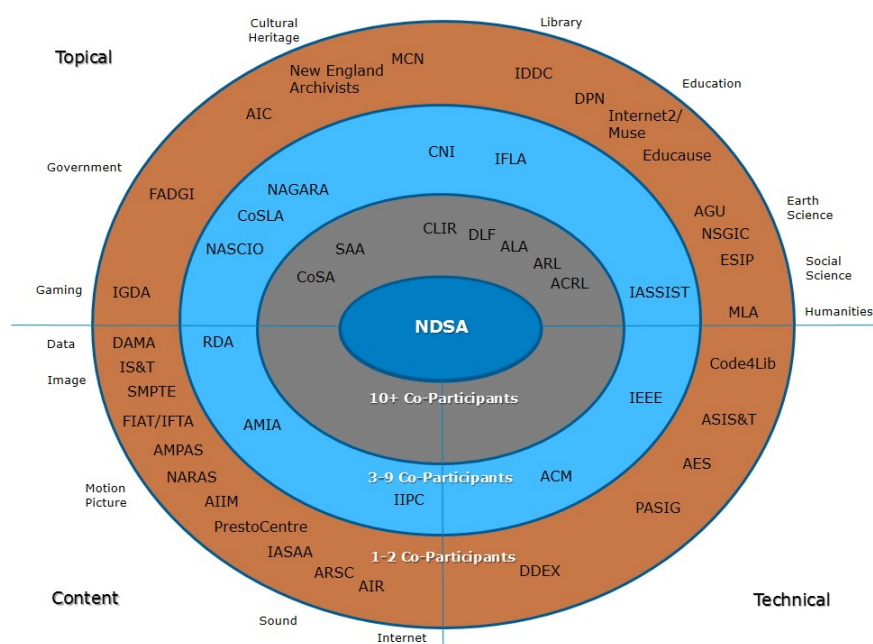 Cultural
Heritage
Library
Topical
MCN
New England
Archivists
IDDC
Education
DPN
AIC
Internet2/
Muse
CNI
IFLA
Educause
Government
FADGI
NAGARA
Earth
Science
CoSLA
AGU
CLIR
DLF
NSGIC
NASCIO
SAA
ALA
ESIP
ARL
Social
Science
CoSA
ACRL
Gaming
IGDA
IASSIST
MLA
Humanities
NDSA
Data
DAMA
RDA
IS&T
Code4Lib
Image
SMPTE
10+ Co-Participants
IEEE
FIAT/IFTA
AMIA
ASIS&T
AMPAS
AES
NARAS
3-9 Co-Participants
ACM
Motion
Picture
AIIM
IIPC
PASIG
PrestoCentre
IASAA
1-2 Co-Participants
ARSC
DDEX
AIR
Content
Technical
Sound
Internet